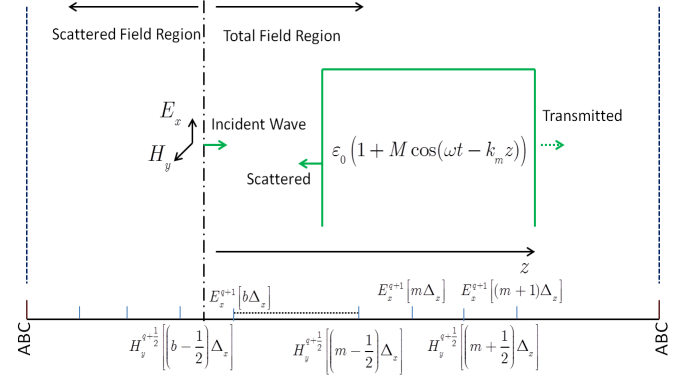 Scattered Field Region
Total Field Region
E_x
H_y
Incident Wave
Scattered
ε_0 (1 + M cos(ωt − k_m z))
Transmitted
z
E_x^{q+1}[bΔ_z]
E_x^{q+1}[mΔ_z]
E_x^{q+1}[(m + 1)Δ_z]
ABC
H_y^{q+1/2}[(b − 1/2)Δ_z]
H_y^{q+1/2}[(m − 1/2)Δ_z]
H_y^{q+1/2}[(m + 1/2)Δ_z]
ABC